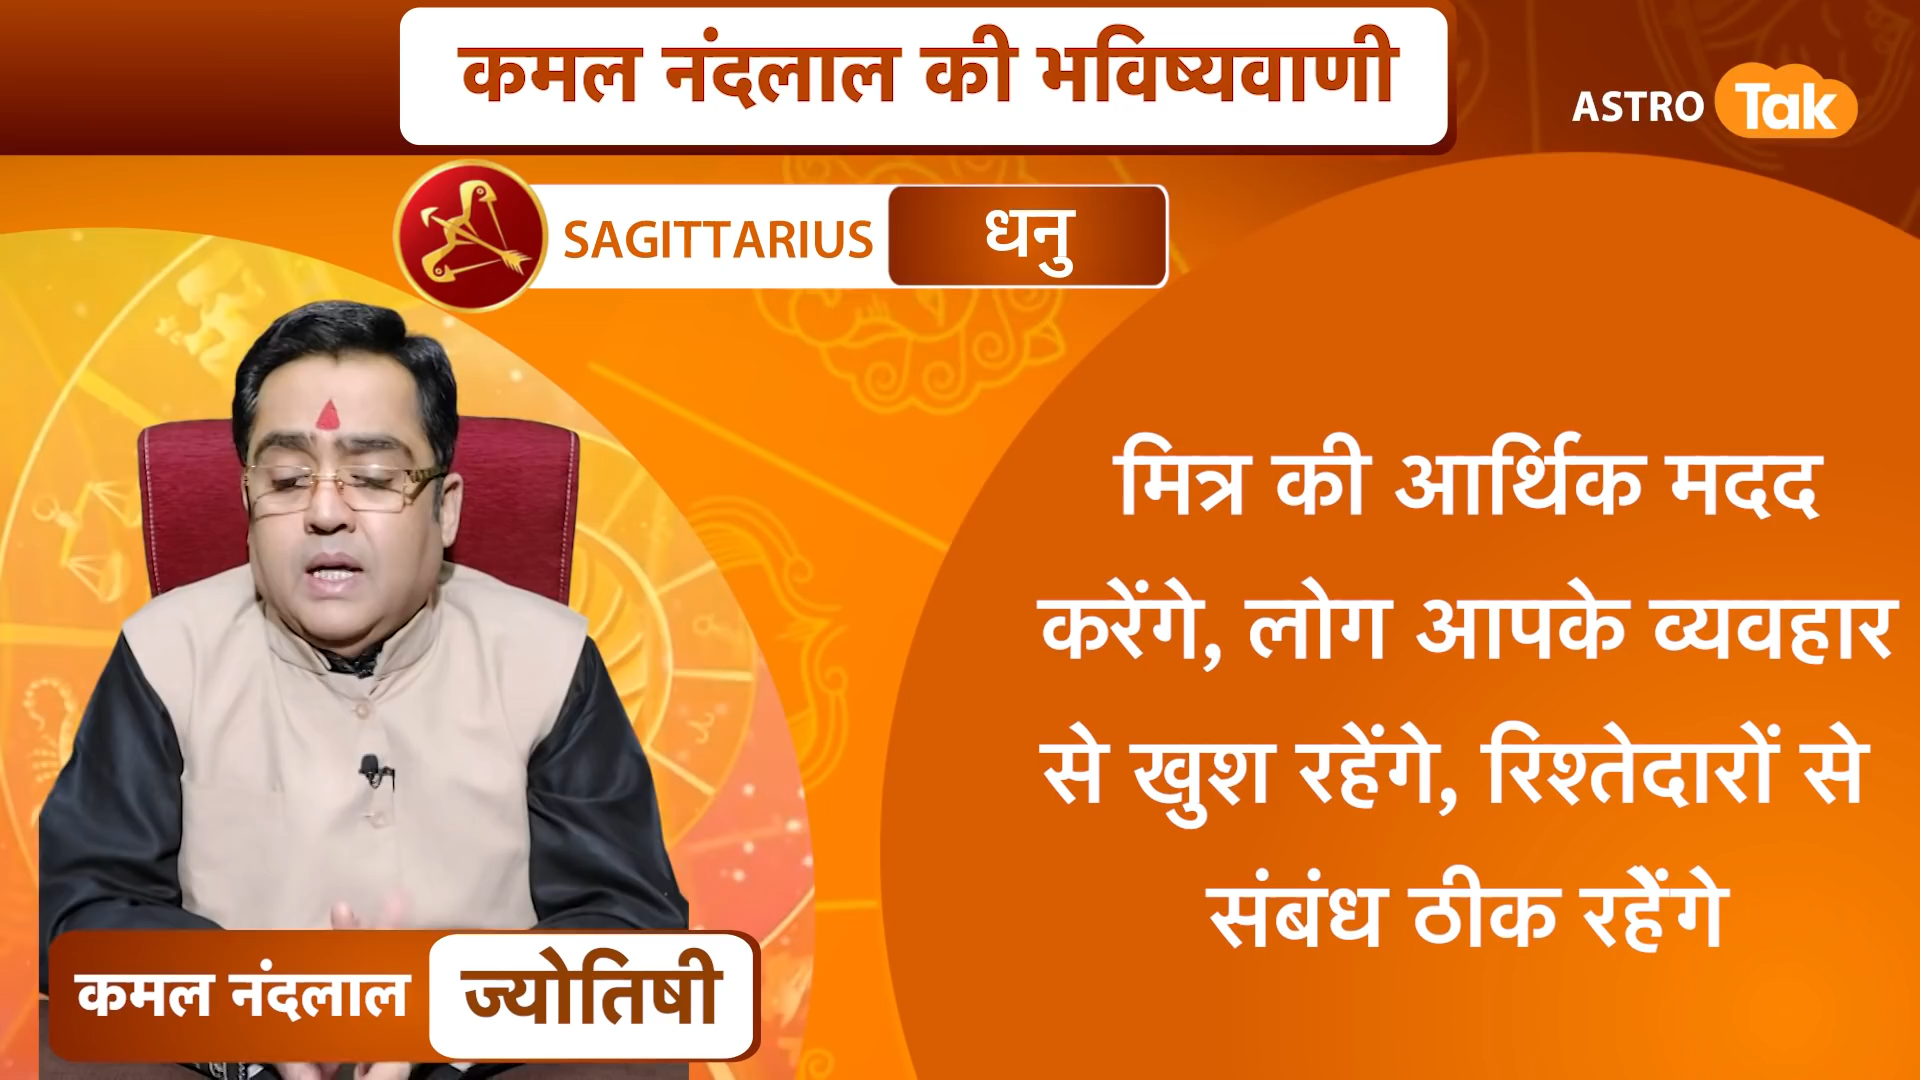 कमल नंदलाल की भविष्यवाणी
ASTRO Tak
SAGITTARIUS धनु
मित्र की आर्थिक मदद
करेंगे, लोग आपके व्यवहार
से खुश रहेंगे, रिश्तेदारों से
संबंध ठीक रहेंगे
कमल नंदलाल ज्योतिषी